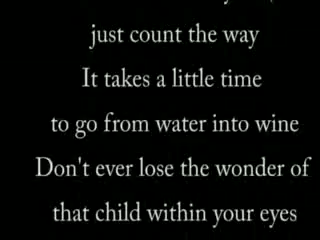 just count the way
It takes a little time
to go from water into wine
Don't ever lose the wonder of
that child within your eyes